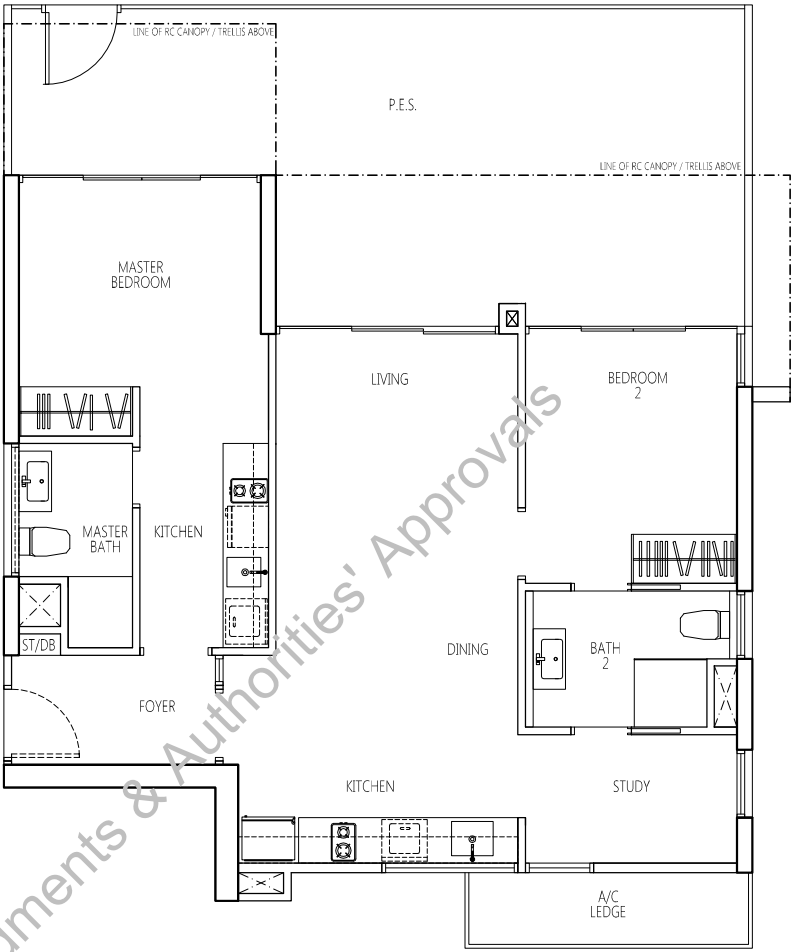 LINE OF RC CANOPY / TRELLIS ABOVE
P.E.S.
LINE OF RC CANOPY / TRELLIS ABOVE
MASTER
BEDROOM
LIVING
BEDROOM
2
MASTER
BATH
KITCHEN
ST/DB
DINING
BATH
2
FOYER
KITCHEN
STUDY
A/C
LEDGE
& Authorities' Approvals